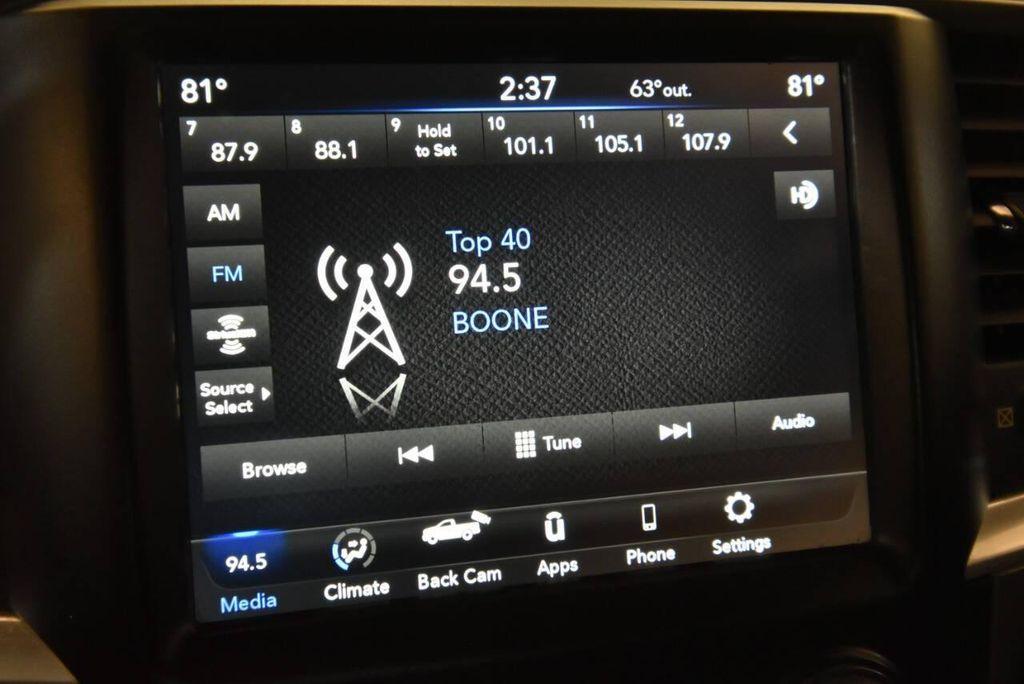 81° 2:37 63°out. 81°
7 87.9 8 88.1 9 Hold to Set 10 101.1 11 105.1 12 107.9
AM
HD
Top 40
FM 94.5
BOONE
SiriusXM
Source
Select
Browse Tune Audio
94.5
Media Climate Back Cam Apps Phone Settings